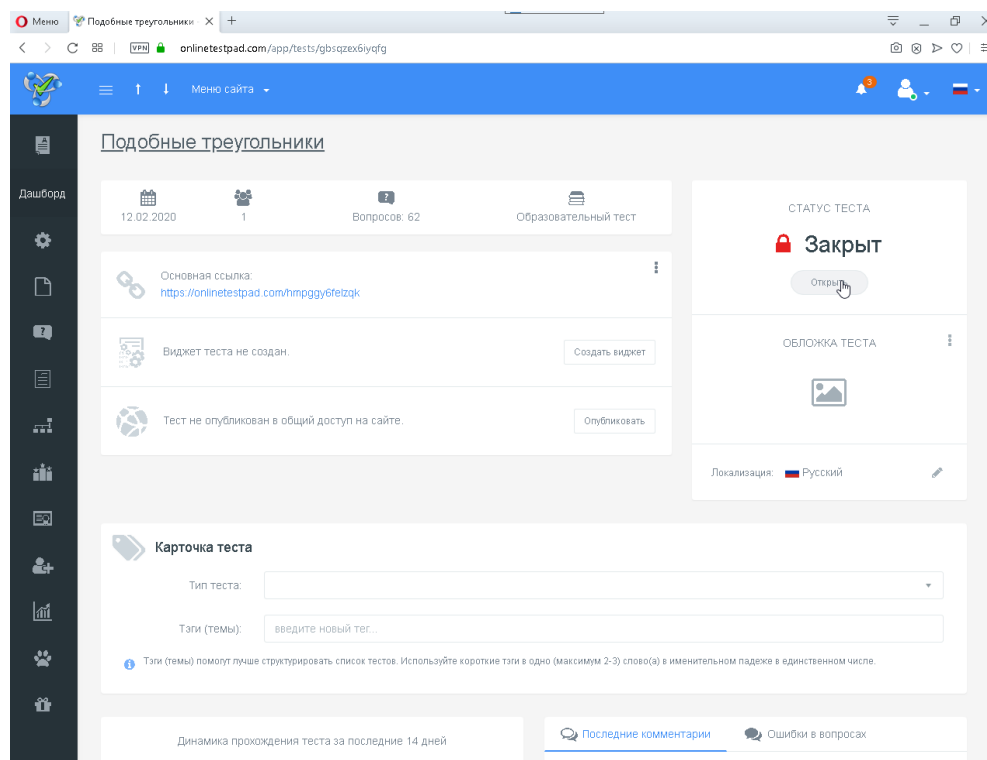 Меню
Подобные треугольники
VPN
onlinetestpad.com/app/tests/gbsqzex6iyqfg
Меню сайта
3
Дашборд
Подобные треугольники
12.02.2020
1
Вопросов: 62
Образовательный тест
СТАТУС ТЕСТА
Закрыт
Основная ссылка:
https://onlinetestpad.com/hmpggy6felzqk
Виджет теста не создан.
Создать виджет
ОБЛОЖКА ТЕСТА
Тест не опубликован в общий доступ на сайте.
Опубликовать
Локализация:
Русский
Карточка теста
Тип теста:
Тэги (темы):
введите новый тег...
Тэги (темы) помогут лучше структурировать список тестов. Используйте короткие тэги в одно (максимум 2-3) слово(а) в именительном падеже в единственном числе.
Динамика прохождения теста за последние 14 дней
Последние комментарии
Ошибки в вопросах